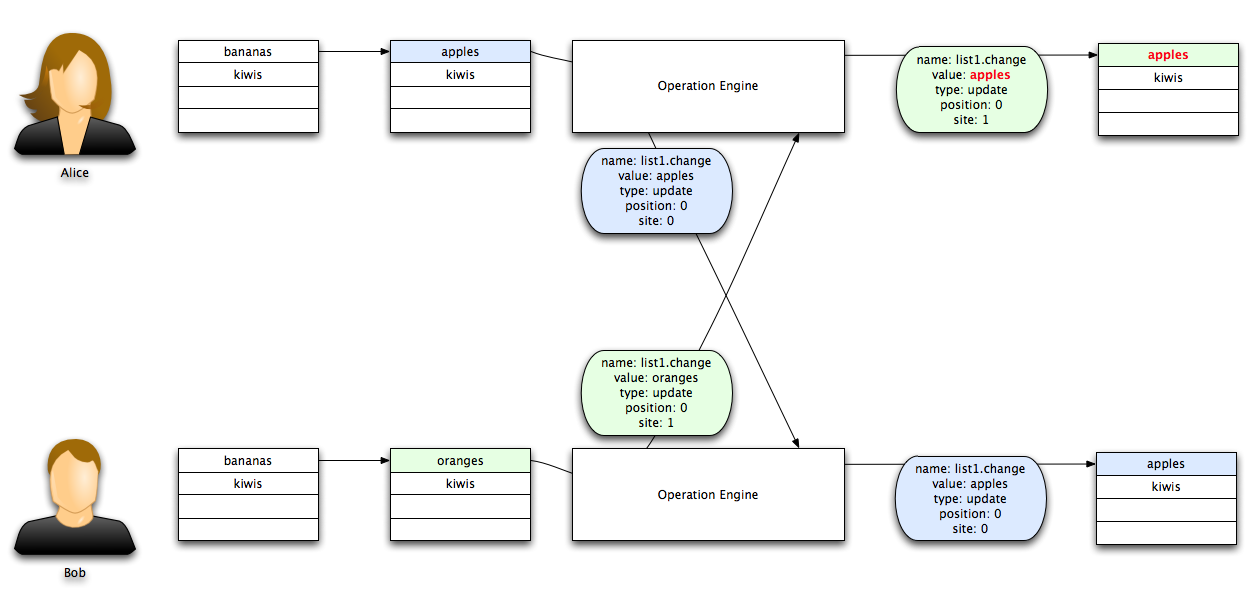 bananas
kiwis
apples
kiwis
Operation Engine
name: list1.change
value: apples
type: update
position: 0
site: 1
apples
kiwis
Alice
name: list1.change
value: apples
type: update
position: 0
site: 0
name: list1.change
value: oranges
type: update
position: 0
site: 1
bananas
kiwis
oranges
kiwis
Operation Engine
name: list1.change
value: apples
type: update
position: 0
site: 0
apples
kiwis
Bob